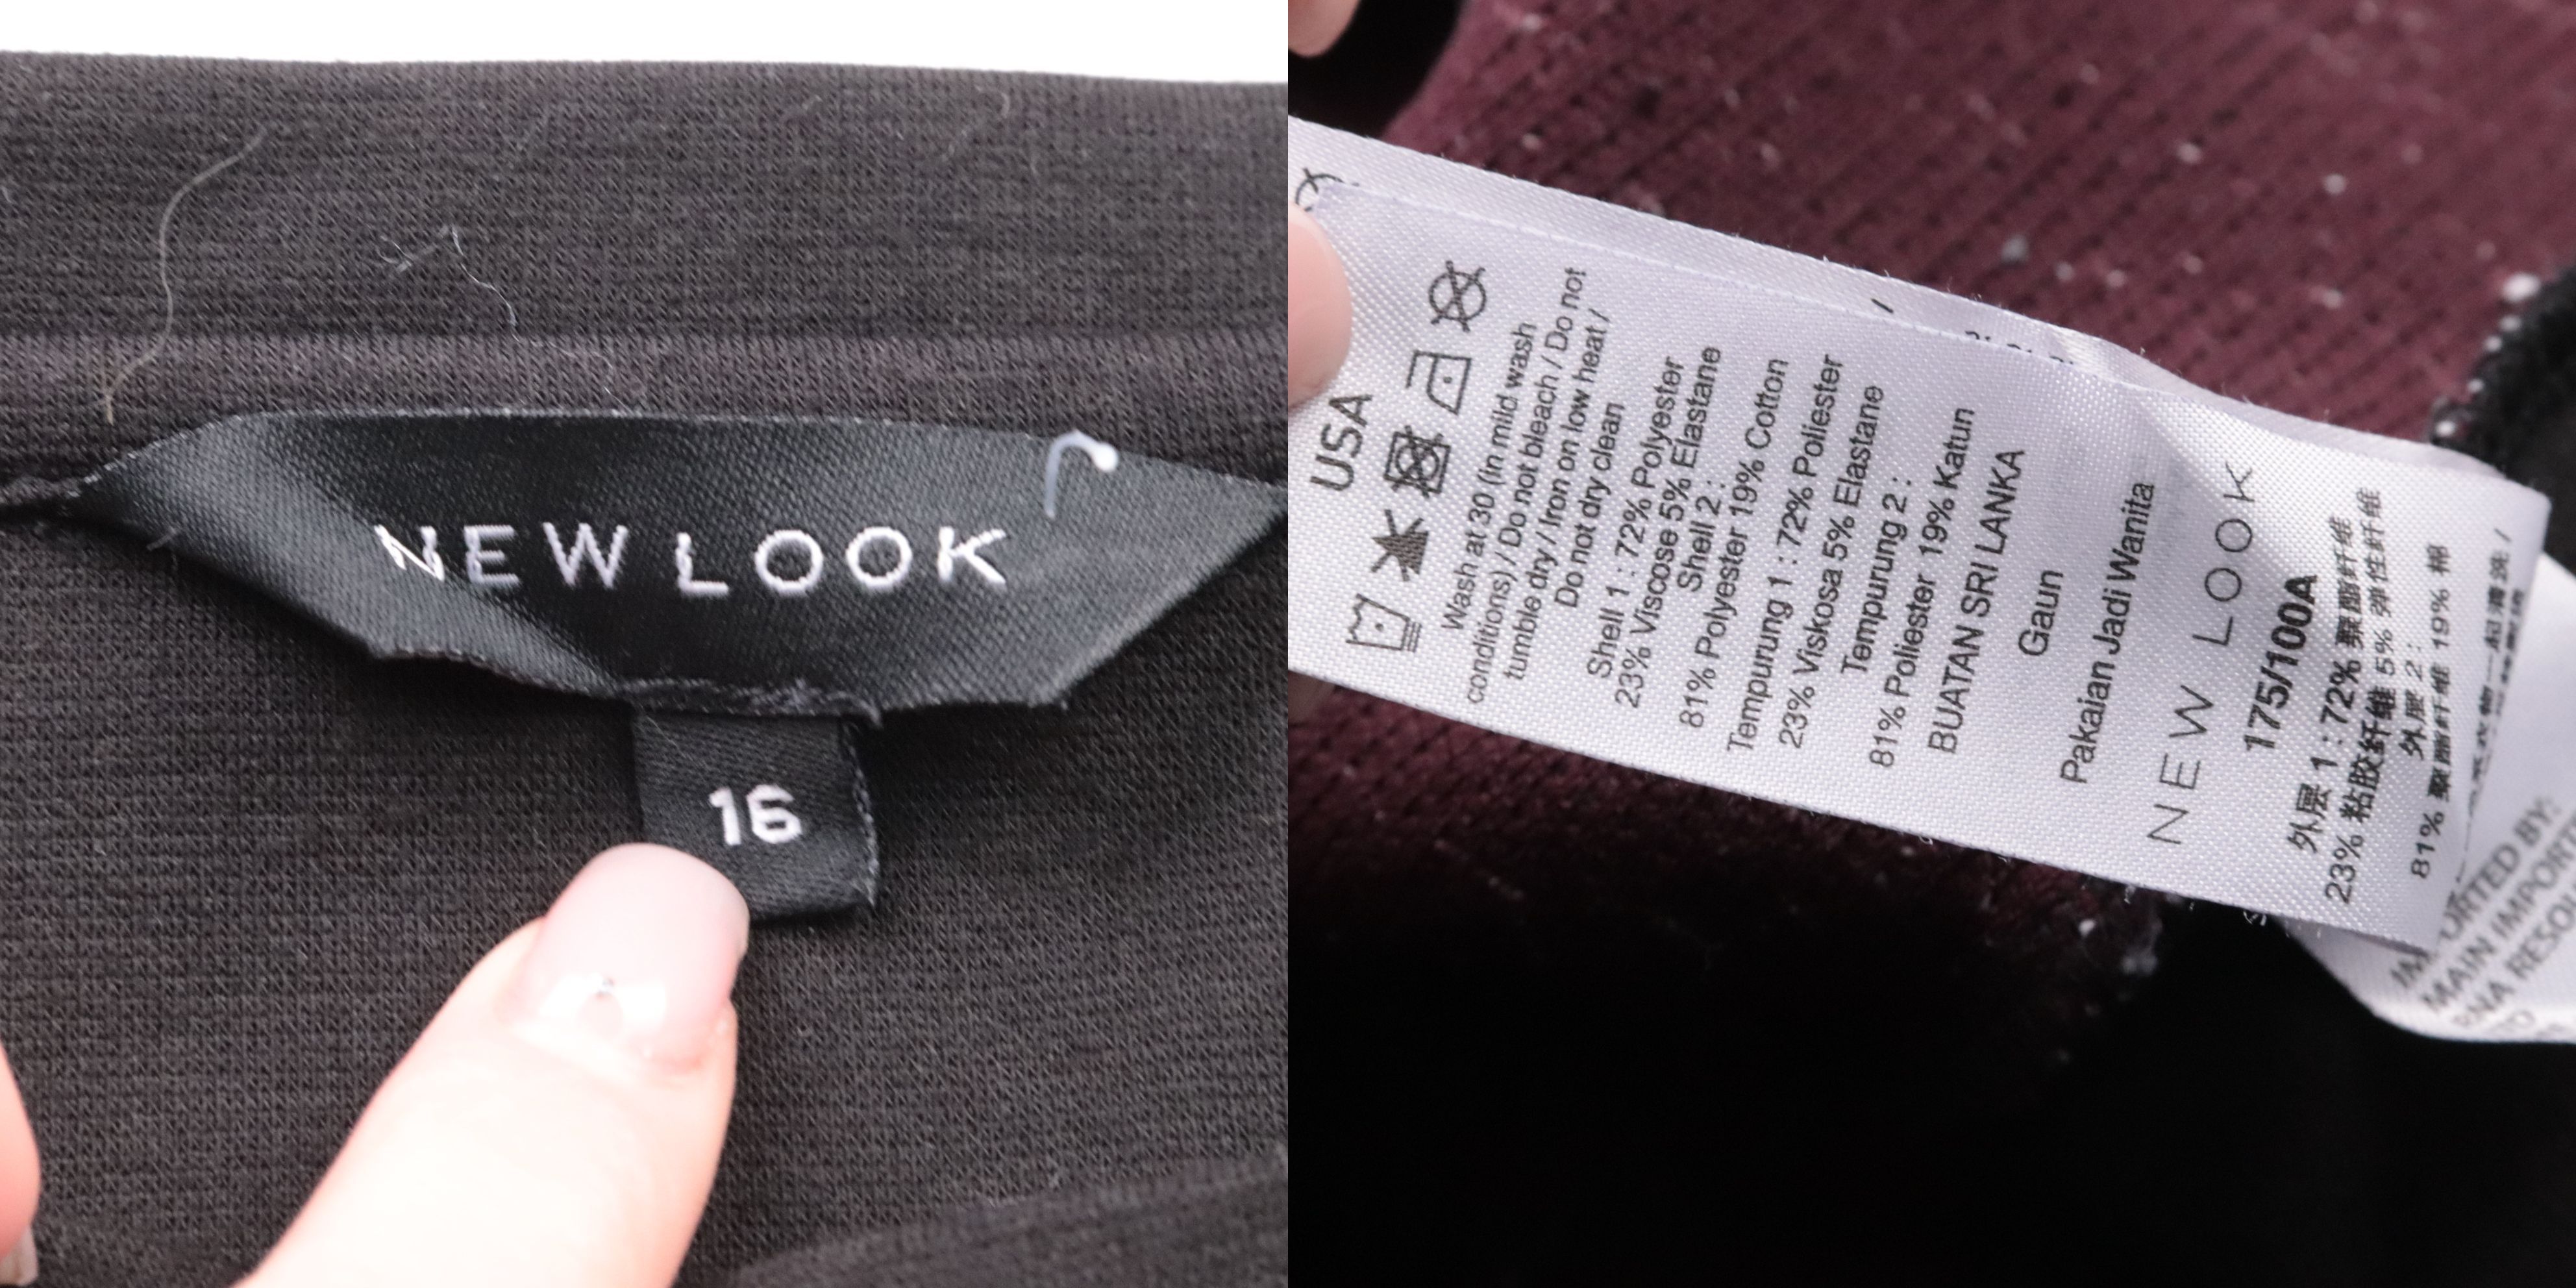 NEW LOOK
16
USA
Wash at 30 (In mild wash
conditions) / Do not bleach / Do not
tumble dry / Iron on low heat /
Do not dry clean
Shell 1 : 72% Polyester
23% Viscose 5% Elastane
Shell 2 :
81% Polyester 19% Cotton
Tempurung 1 : 72% Poliester
23% Viskosa 5% Elastane
Tempurung 2 :
81% Poliester 19% Katun
BUATAN SRI LANKA
Gaun
Pakaian Jadi Wanita
NEW LOOK
175/100A
外层 1 : 72% 聚酯纤维
23% 粘胶纤维 5% 弹性纤维
外层 2 :
81% 聚酯纤维 19% 棉
BY:
MAIN IMPORT